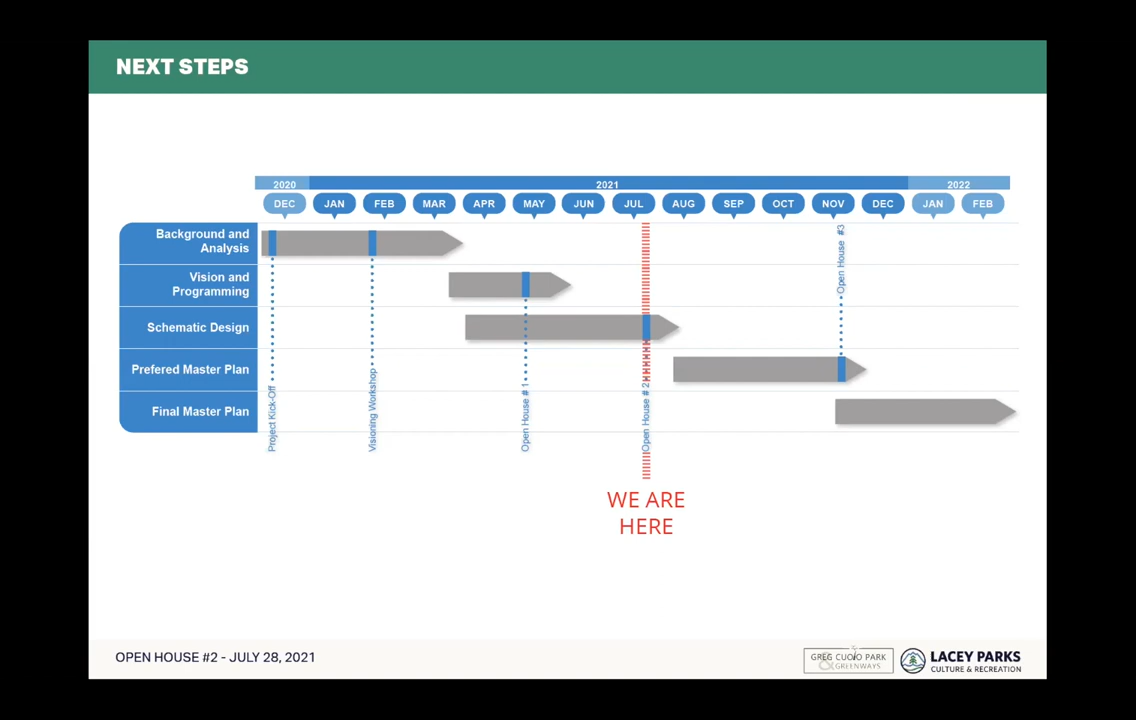 NEXT STEPS
2020 2021 2022
DEC JAN FEB MAR APR MAY JUN JUL AUG SEP OCT NOV DEC JAN FEB
Background and
Analysis
Vision and
Programming
Schematic Design
Prefered Master Plan
Final Master Plan
Project Kick-Off
Visioning Workshop
Open House # 1
Open House # 2
Open House #3
WE ARE
HERE
OPEN HOUSE #2 - JULY 28, 2021
GREG CUOIO PARK
& GREENWAYS
LACEY PARKS
CULTURE & RECREATION